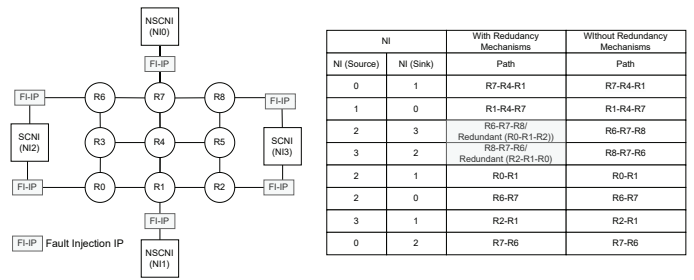 NSCNI
(NI0)
FI-IP
R6
R7
R8
FI-IP
FI-IP
SCNI
(NI2)
R3
R4
R5
SCNI
(NI3)
FI-IP
R0
R1
R2
FI-IP
FI-IP
FI-IP
Fault Injection IP
NSCNI
(NI1)
NI
With Redudancy
Mechanisms
WIthout Redundancy
Mechanisms
NI (Source)
NI (Sink)
Path
Path
0
1
R7-R4-R1
R7-R4-R1
1
0
R1-R4-R7
R1-R4-R7
2
3
R6-R7-R8/
Redundant (R0-R1-R2))
R6-R7-R8
3
2
R8-R7-R6/
Redundant (R2-R1-R0)
R8-R7-R6
2
1
R0-R1
R0-R1
2
0
R6-R7
R6-R7
3
1
R2-R1
R2-R1
0
2
R7-R6
R7-R6